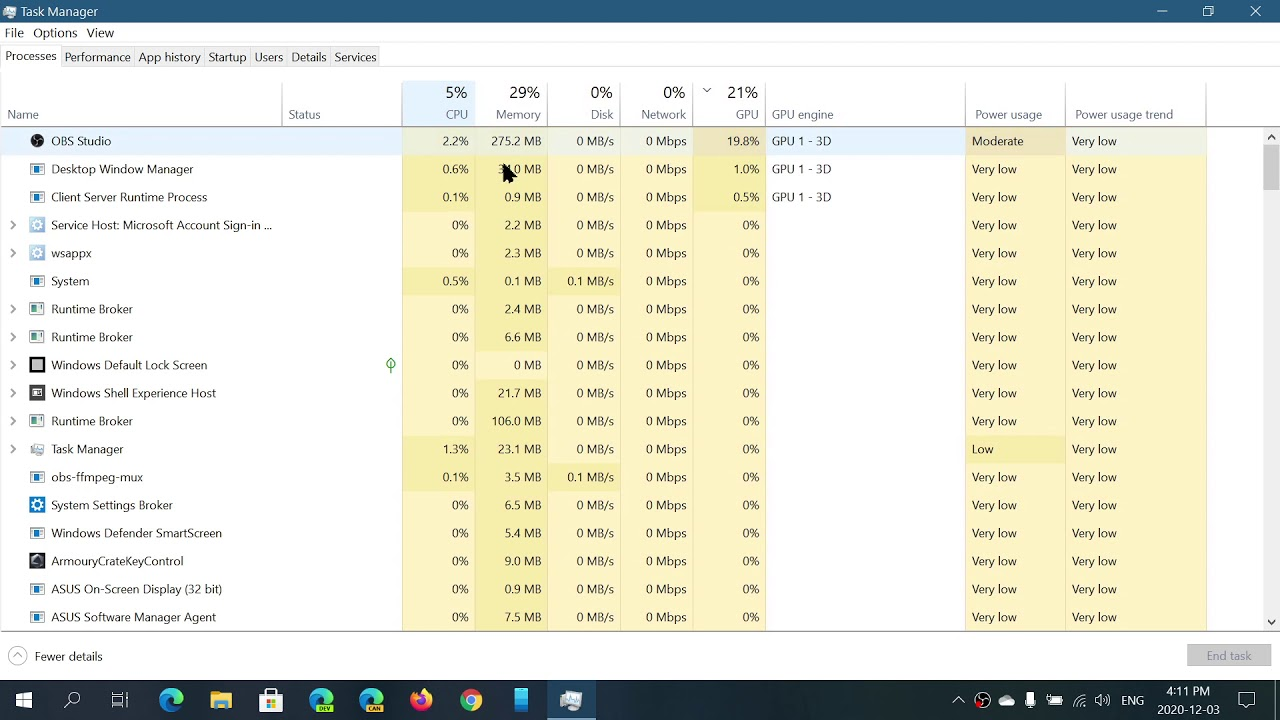 Task Manager
File Options View
Processes Performance App history Startup Users Details Services
5% 29% 0% 0% 21%
Name Status CPU Memory Disk Network GPU GPU engine Power usage Power usage trend
OBS Studio 2.2% 275.2 MB 0 MB/s 0 Mbps 19.8% GPU 1 - 3D Moderate Very low
Desktop Window Manager 0.6% MB 0 MB/s 0 Mbps 1.0% GPU 1 - 3D Very low Very low
Client Server Runtime Process 0.1% 0.9 MB 0 MB/s 0 Mbps 0.5% GPU 1 - 3D Very low Very low
Service Host: Microsoft Account Sign-in ... 0% 2.2 MB 0 MB/s 0 Mbps 0% Very low Very low
wsappx 0% 2.3 MB 0 MB/s 0 Mbps 0% Very low Very low
System 0.5% 0.1 MB 0.1 MB/s 0 Mbps 0% Very low Very low
Runtime Broker 0% 2.4 MB 0 MB/s 0 Mbps 0% Very low Very low
Runtime Broker 0% 6.6 MB 0 MB/s 0 Mbps 0% Very low Very low
Windows Default Lock Screen 0% 0 MB 0 MB/s 0 Mbps 0% Very low Very low
Windows Shell Experience Host 0% 21.7 MB 0 MB/s 0 Mbps 0% Very low Very low
Runtime Broker 0% 106.0 MB 0 MB/s 0 Mbps 0% Very low Very low
Task Manager 1.3% 23.1 MB 0 MB/s 0 Mbps 0% Low Very low
obs-ffmpeg-mux 0.1% 3.5 MB 0.1 MB/s 0 Mbps 0% Very low Very low
System Settings Broker 0% 6.5 MB 0 MB/s 0 Mbps 0% Very low Very low
Windows Defender SmartScreen 0% 5.4 MB 0 MB/s 0 Mbps 0% Very low Very low
ArmouryCrateKeyControl 0% 9.0 MB 0 MB/s 0 Mbps 0% Very low Very low
ASUS On-Screen Display (32 bit) 0% 0.9 MB 0 MB/s 0 Mbps 0% Very low Very low
ASUS Software Manager Agent 0% 7.5 MB 0 MB/s 0 Mbps 0% Very low Very low
Fewer details End task
DEV CAN ENG 4:11 PM
2020-12-03